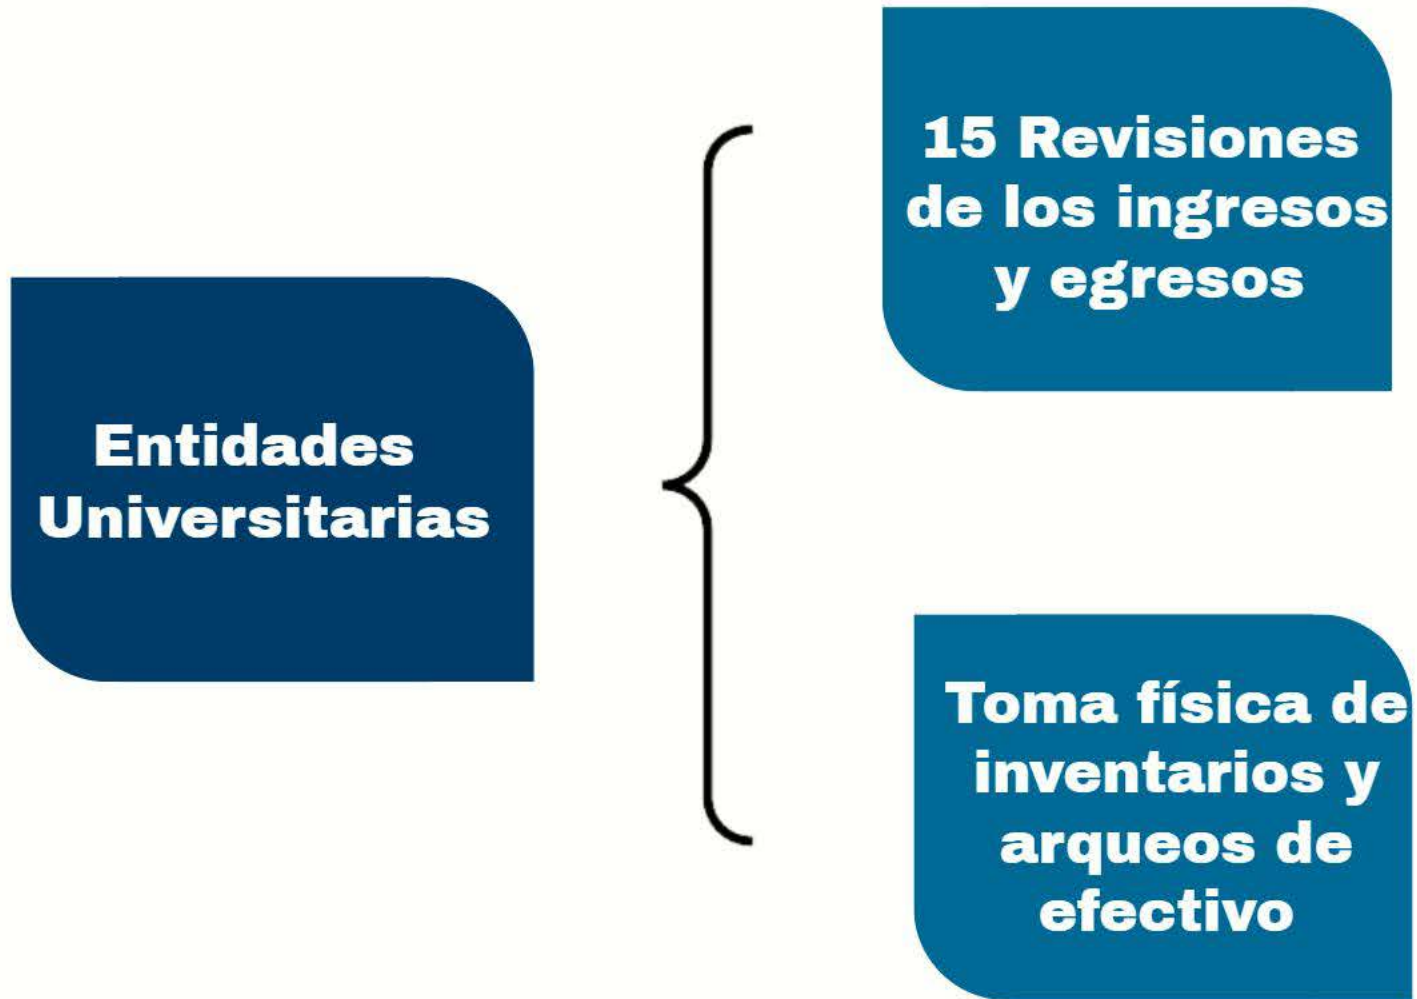 Entidades
Universitarias
15 Revisiones
de los ingresos
y egresos
Toma física de
inventarios y
arqueos de
efectivo